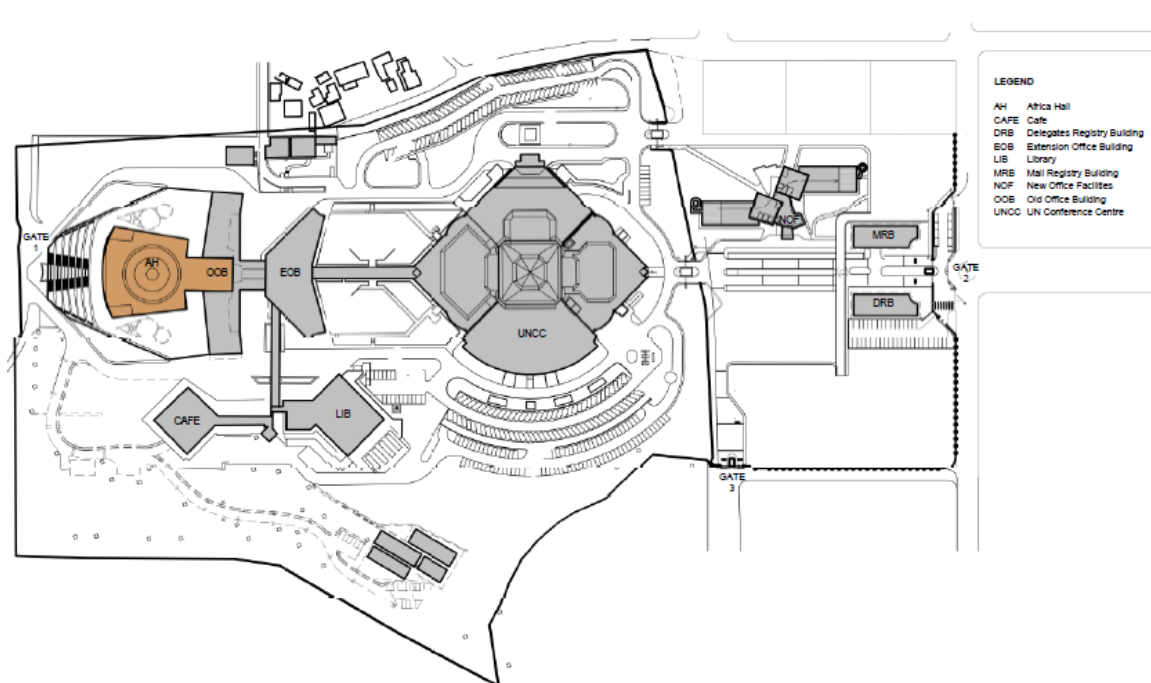 LEGEND
AH Africa Hall
CAFE Cafe
DRB Delegates Registry Building
EOB Extension Office Building
LIB Library
MRB Mail Registry Building
NOF New Office Facilities
OOB Old Office Building
UNCC UN Conference Centre
GATE
1
AH
OOB
EOB
UNCC
CAFE
LIB
NOF
MRB
DRB
GATE
2
GATE
3